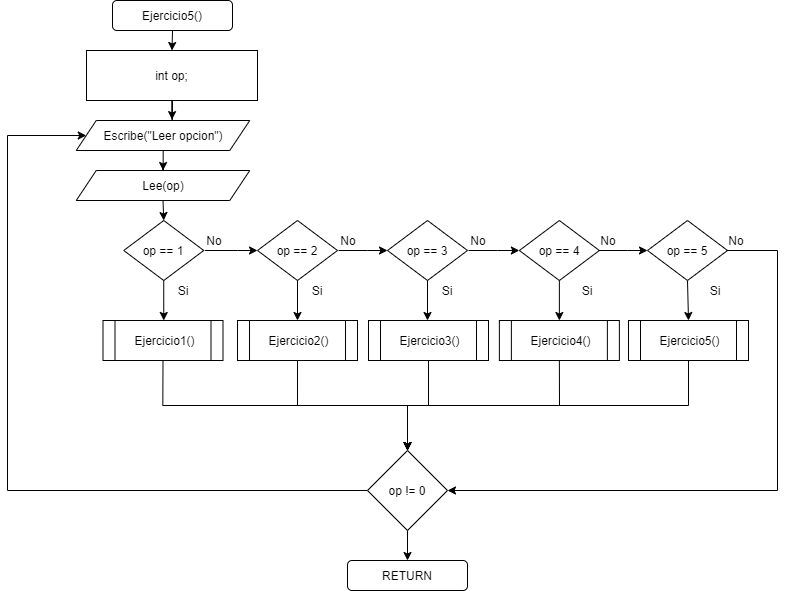 Ejercicio5()
int op;
Escribe("Leer opcion")
Lee(op)
op == 1
No
op == 2
No
op == 3
No
op == 4
No
op == 5
No
Si
Si
Si
Si
Si
Ejercicio1()
Ejercicio2()
Ejercicio3()
Ejercicio4()
Ejercicio5()
op != 0
RETURN